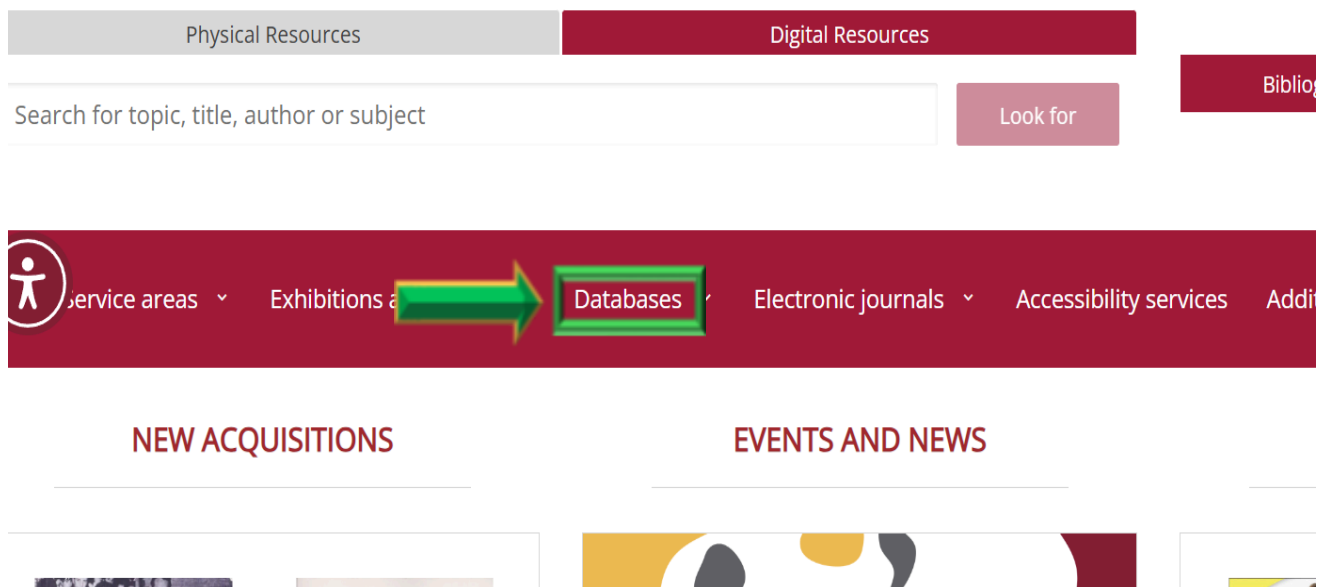 Physical Resources Digital Resources
Search for topic, title, author or subject Look for
Service areas Exhibitions Databases Electronic journals Accessibility services
NEW ACQUISITIONS EVENTS AND NEWS